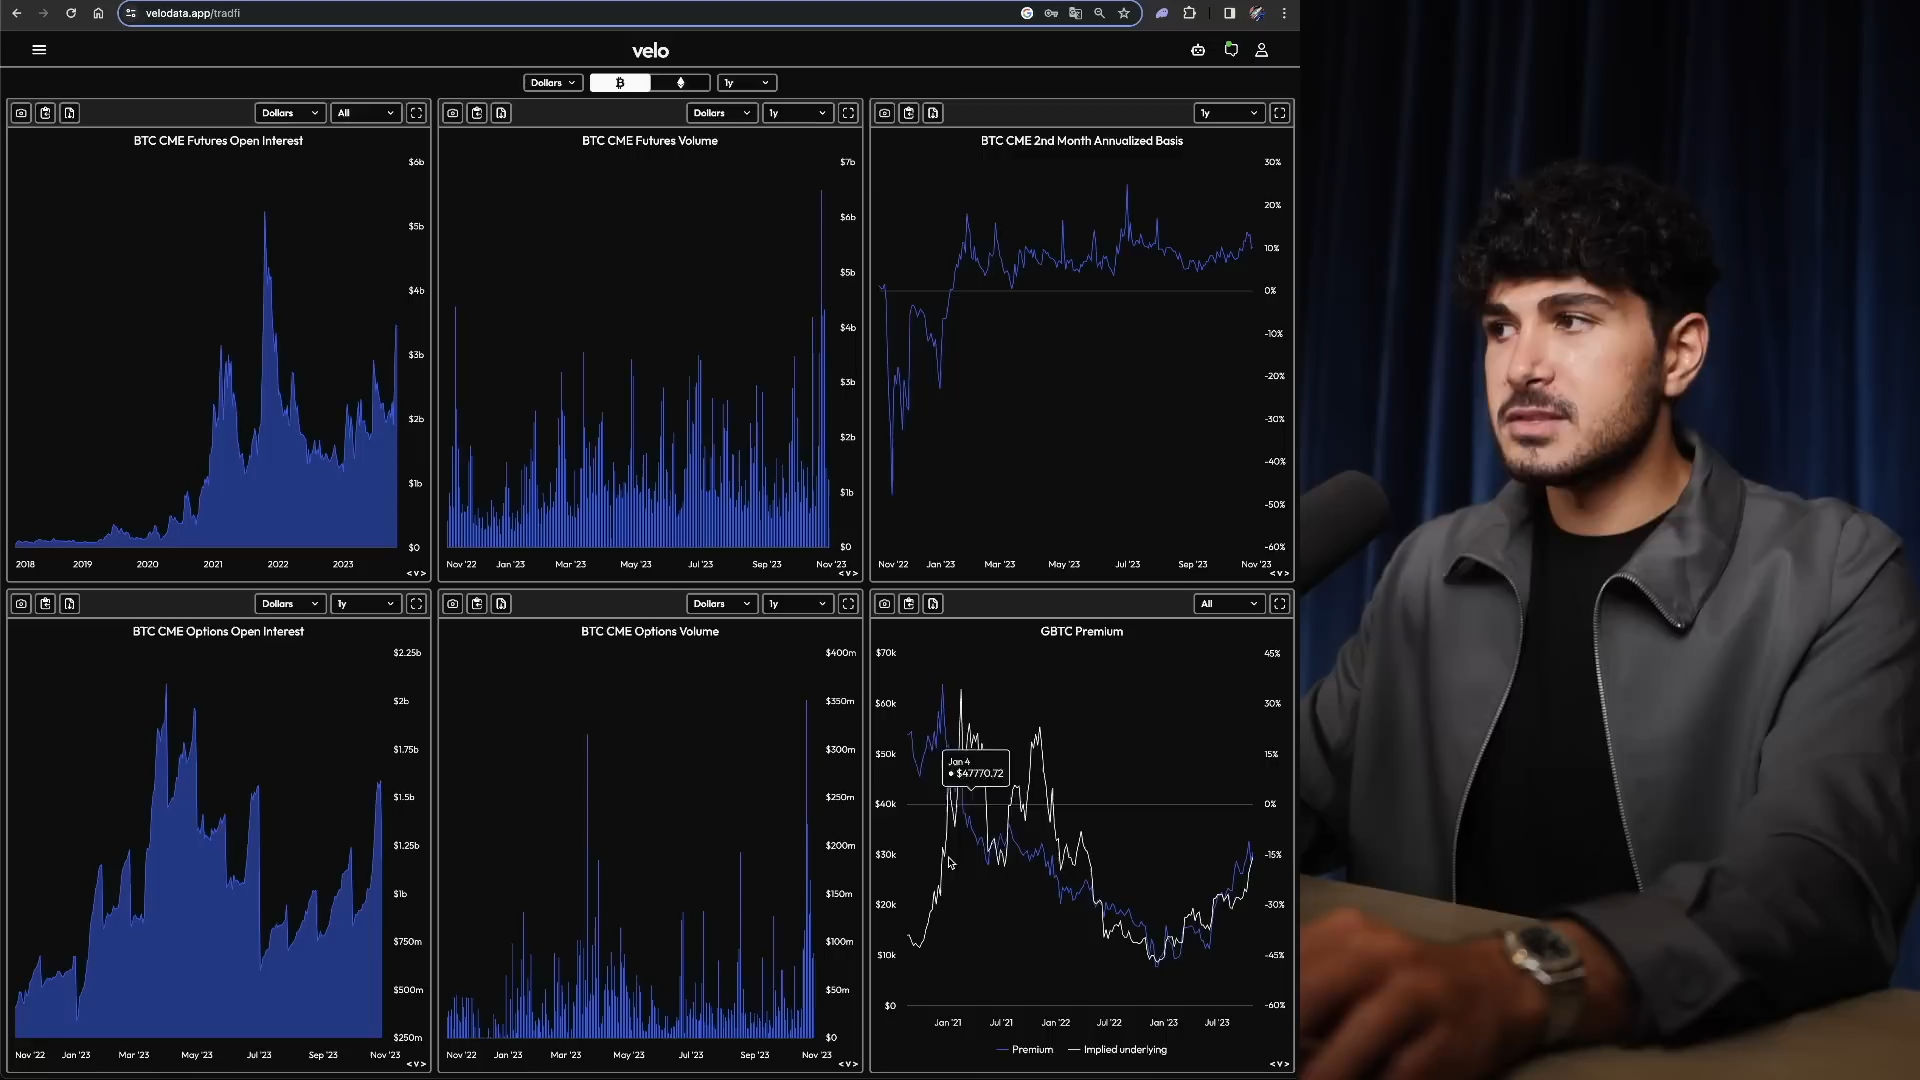 velodata.app/tradfi
velo
Dollars
1y
Dollars
All
BTC CME Futures Open Interest
$6b
$5b
$4b
$3b
$2b
$1b
$0
2018 2019 2020 2021 2022 2023
<v>
Dollars
1y
BTC CME Futures Volume
$7b
$6b
$5b
$4b
$3b
$2b
$1b
$0
Nov '22 Jan '23 Mar '23 May '23 Jul '23 Sep '23 Nov '23
<v>
1y
BTC CME 2nd Month Annualized Basis
30%
20%
10%
0%
-10%
-20%
-30%
-40%
-50%
-60%
Nov '22 Jan '23 Mar '23 May '23 Jul '23 Sep '23 Nov '23
<v>
Dollars
1y
BTC CME Options Open Interest
$2.25b
$2b
$1.75b
$1.5b
$1.25b
$1b
$750m
$500m
$250m
Nov '22 Jan '23 Mar '23 May '23 Jul '23 Sep '23 Nov '23
<v>
Dollars
1y
BTC CME Options Volume
$400m
$350m
$300m
$250m
$200m
$150m
$100m
$50m
$0
Nov '22 Jan '23 Mar '23 May '23 Jul '23 Sep '23 Nov '23
<v>
All
GBTC Premium
$70k 45%
$60k 30%
$50k 15%
Jan 4
$47770.72
$40k 0%
$30k -15%
$20k -30%
$10k -45%
$0 -60%
Jan '21 Jul '21 Jan '22 Jul '22 Jan '23 Jul '23
Premium Implied underlying
<v>